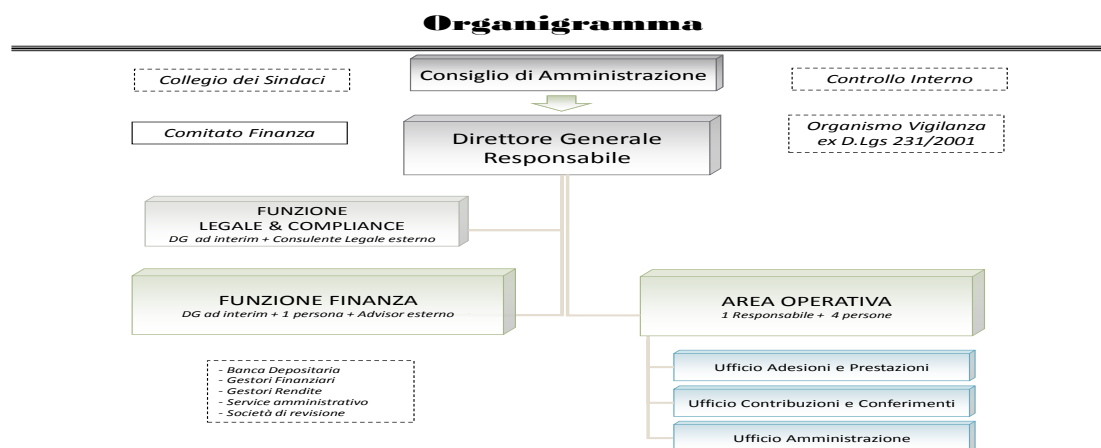 Organigramma
Collegio dei Sindaci
Consiglio di Amministrazione
Controllo Interno
Comitato Finanza
Direttore Generale
Responsabile
Organismo Vigilanza
ex D.Lgs 231/2001
FUNZIONE
LEGALE & COMPLIANCE
DG ad interim + Consulente Legale esterno
FUNZIONE FINANZA
DG ad interim + 1 persona + Advisor esterno
AREA OPERATIVA
1 Responsabile + 4 persone
- Banca Depositaria
- Gestori Finanziari
- Gestori Rendite
- Service amministrativo
- Società di revisione
Ufficio Adesioni e Prestazioni
Ufficio Contribuzioni e Conferimenti
Ufficio Amministrazione